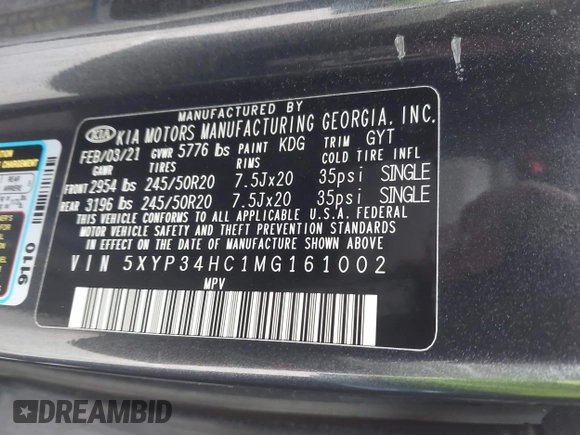 MANUFACTURED BY
KIA KIA MOTORS MANUFACTURING GEORGIA, INC.
FEB/03/21 GVWR 5776 lbs PAINT KDG TRIM GYT
GAWR TIRES RIMS COLD TIRE INFL
FRONT 2954 lbs 245/50R20 7.5Jx20 35psi SINGLE
REAR 3196 lbs 245/50R20 7.5Jx20 35psi SINGLE
THIS VEHICLE CONFORMS TO ALL APPLICABLE U.S.A. FEDERAL
MOTOR VEHICLE SAFETY AND THEFT PREVENTION STANDARDS
IN EFFECT ON THE DATE OF MANUFACTURE SHOWN ABOVE
VIN 5XYP34HC1MG161002
MPV
9110
DREAMBID